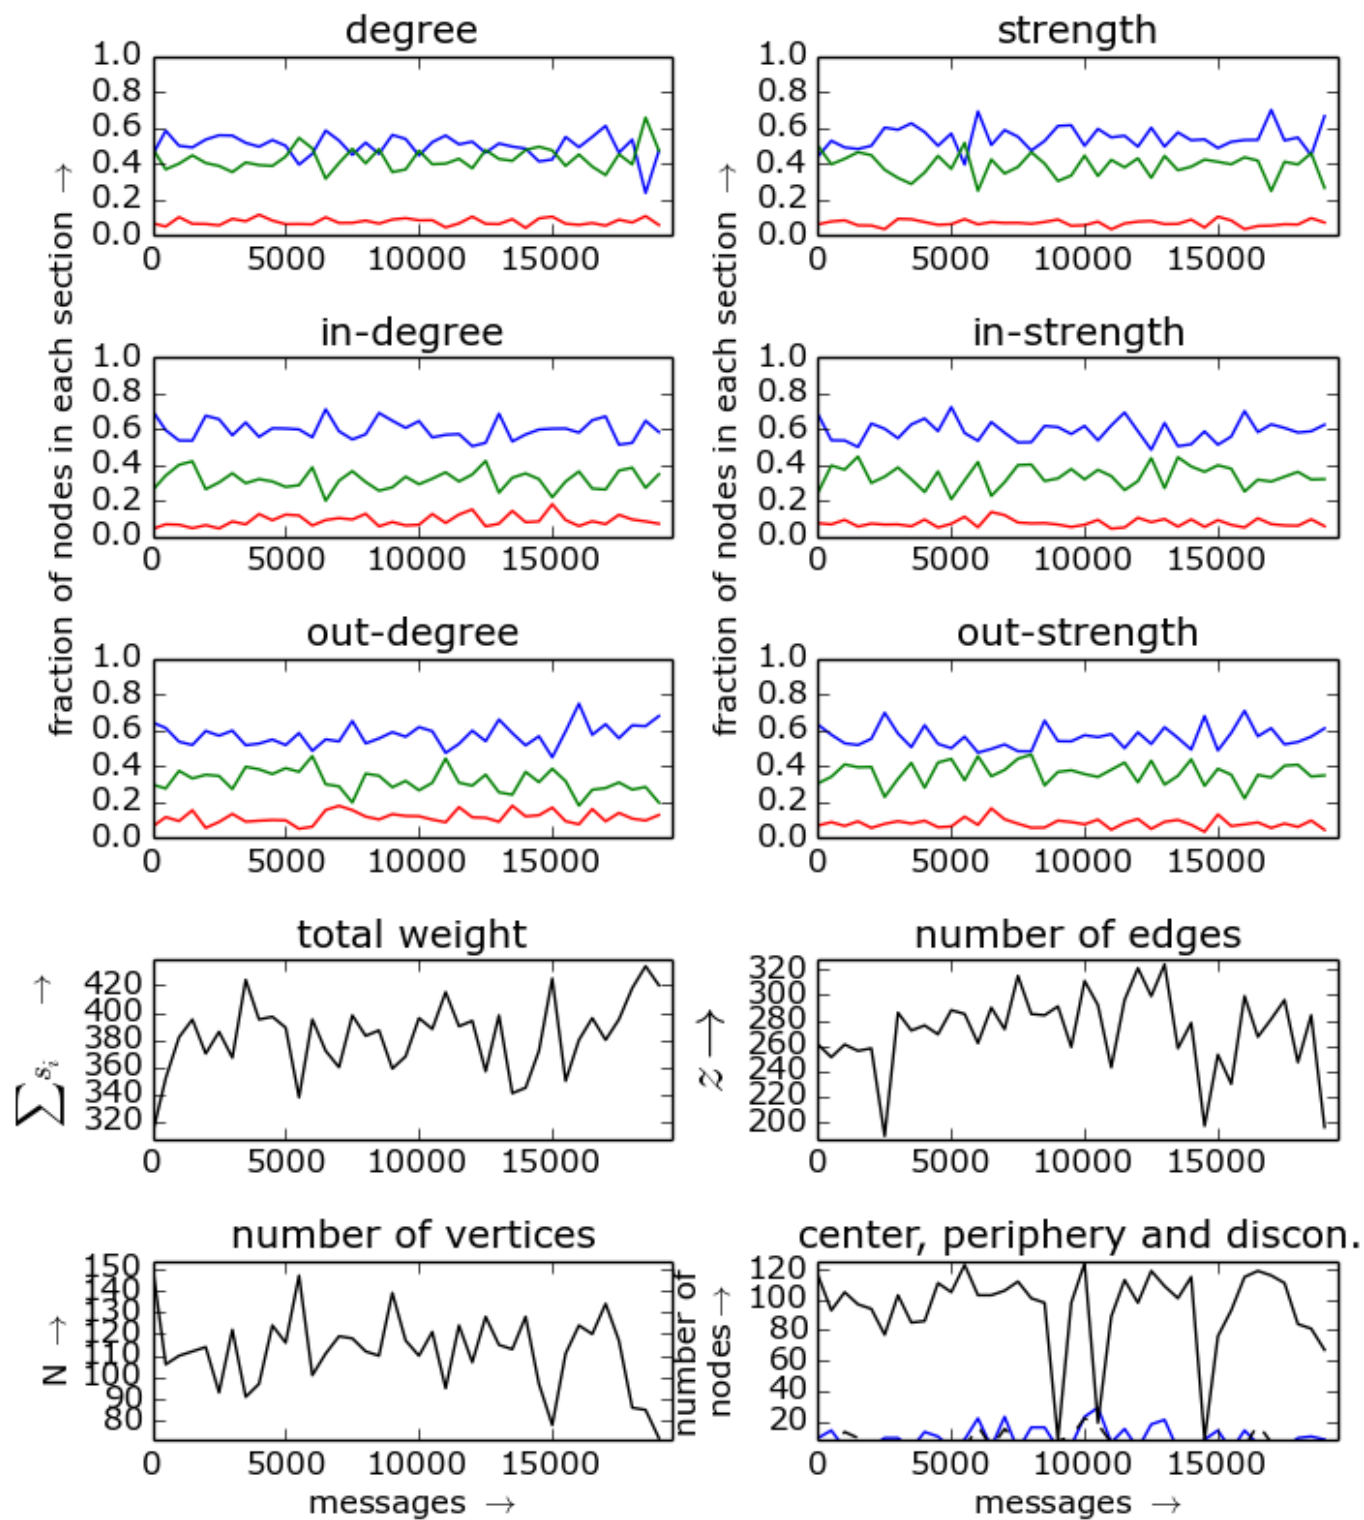 degree
1.0
0.8
0.6
0.4
0.2
0.0
0 5000 10000 15000
strength
1.0
0.8
0.6
0.4
0.2
0.0
0 5000 10000 15000
fraction of nodes in each section →
fraction of nodes in each section →
in-degree
1.0
0.8
0.6
0.4
0.2
0.0
0 5000 10000 15000
in-strength
1.0
0.8
0.6
0.4
0.2
0.0
0 5000 10000 15000
out-degree
1.0
0.8
0.6
0.4
0.2
0.0
0 5000 10000 15000
out-strength
1.0
0.8
0.6
0.4
0.2
0.0
0 5000 10000 15000
total weight
∑sᵢ →
420
400
380
360
340
320
0 5000 10000 15000
number of edges
z →
320
300
280
260
240
220
200
0 5000 10000 15000
number of vertices
N →
150
140
130
120
110
100
90
80
0 5000 10000 15000
messages →
center, periphery and discon.
number of
nodes →
120
100
80
60
40
20
0 5000 10000 15000
messages →